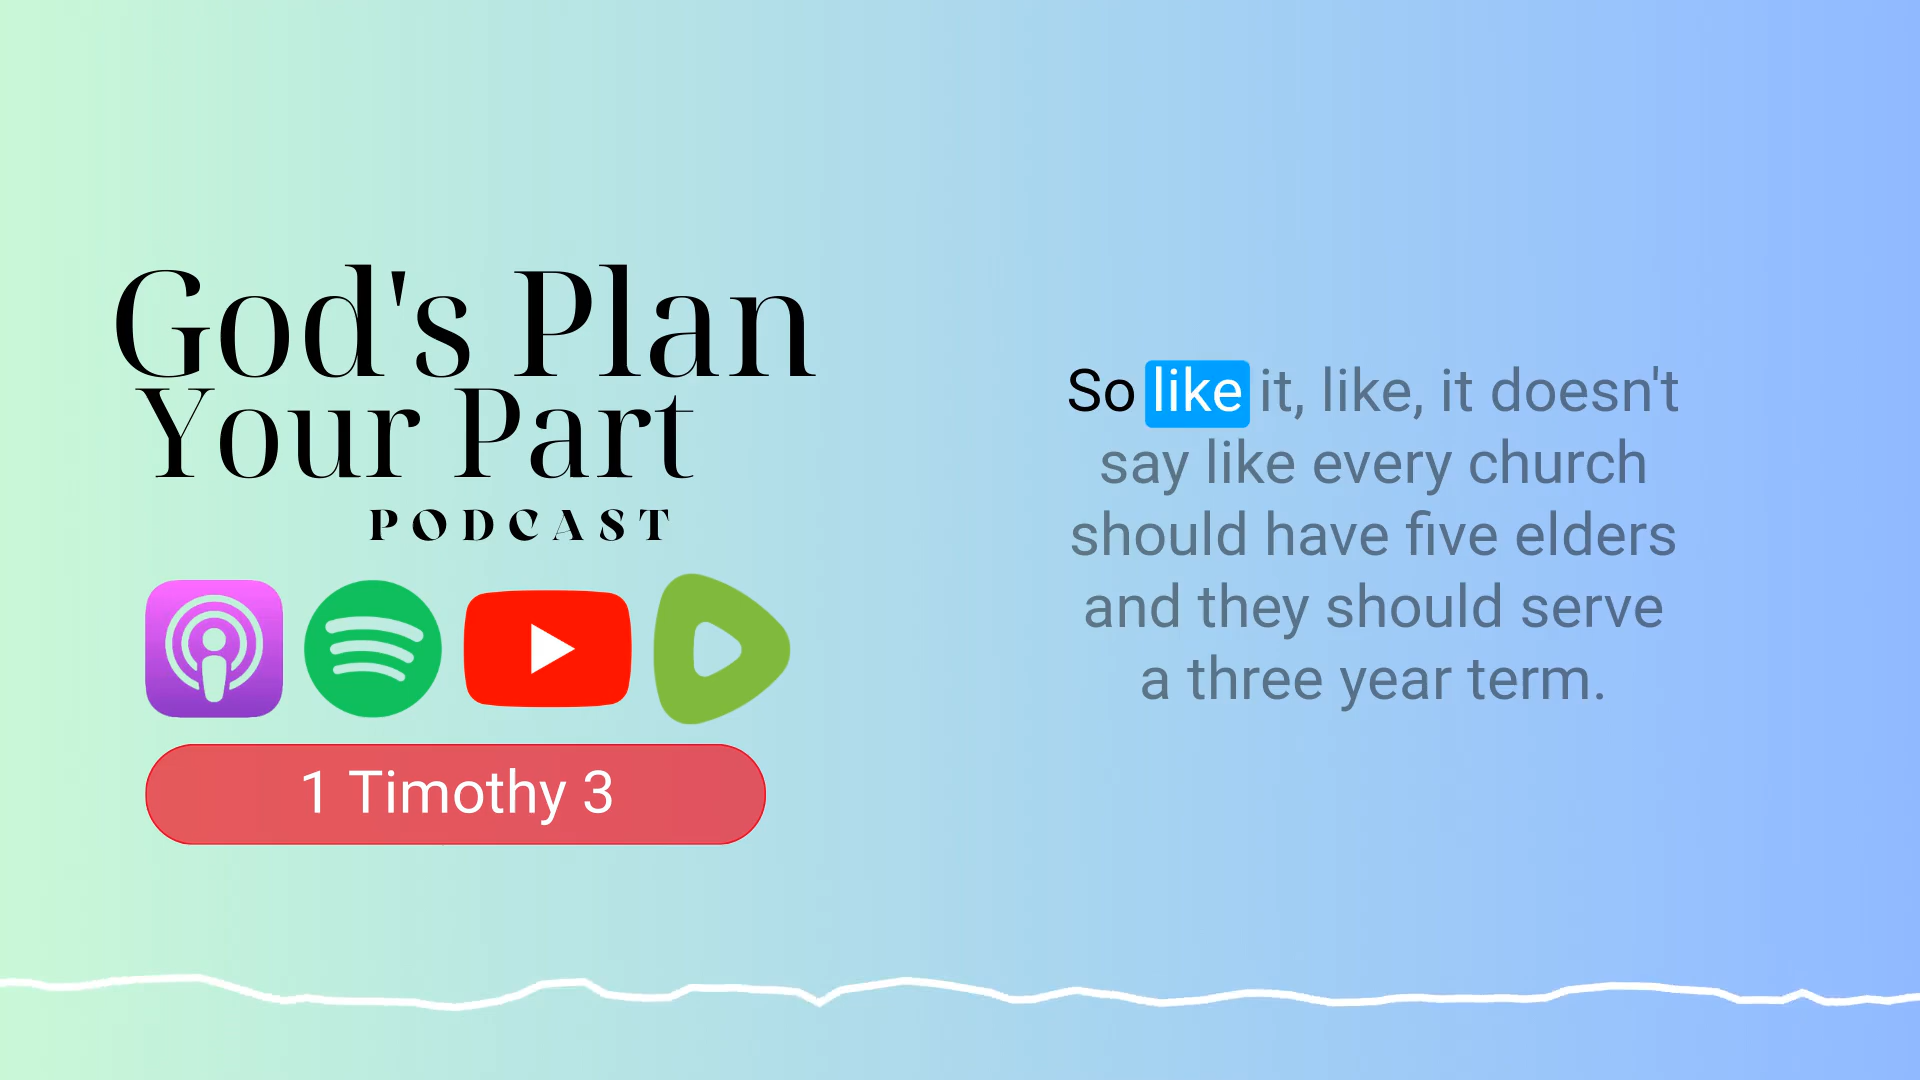 God's Plan
Your Part
PODCAST
1 Timothy 3
So like it, like, it doesn't
say like every church
should have five elders
and they should serve
a three year term.